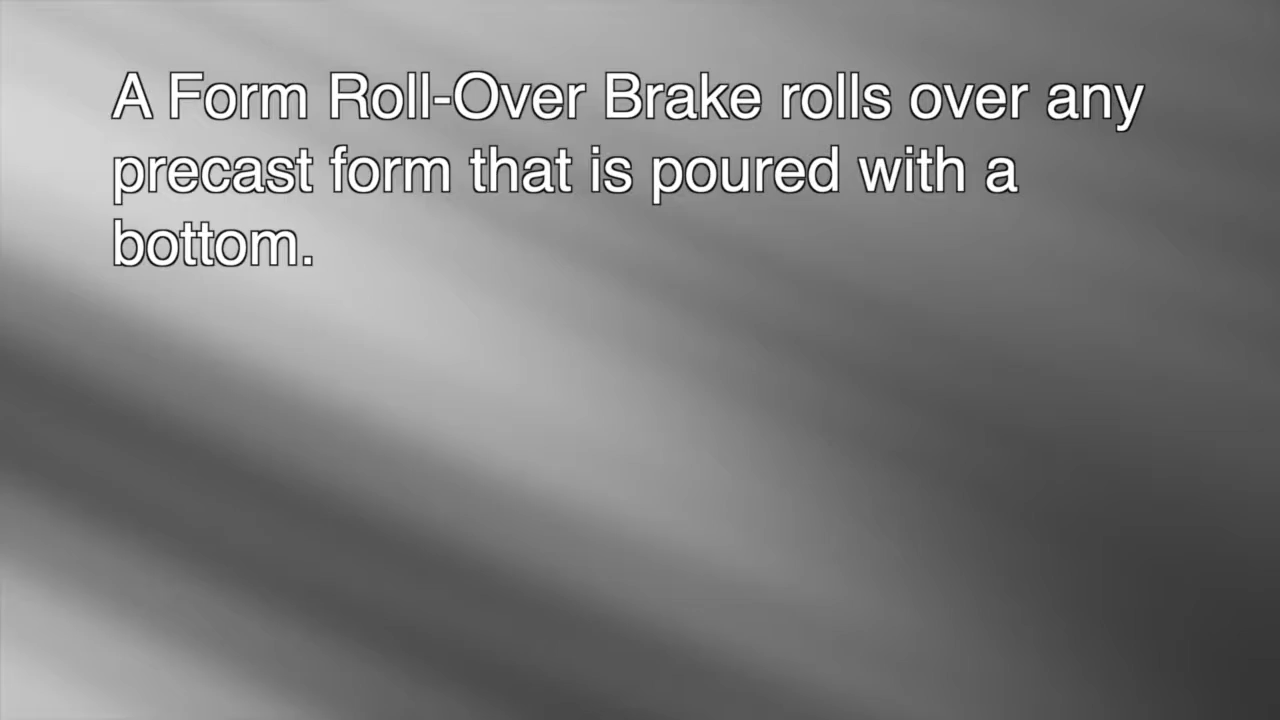 A Form Roll-Over Brake rolls over any
precast form that is poured with a
bottom.